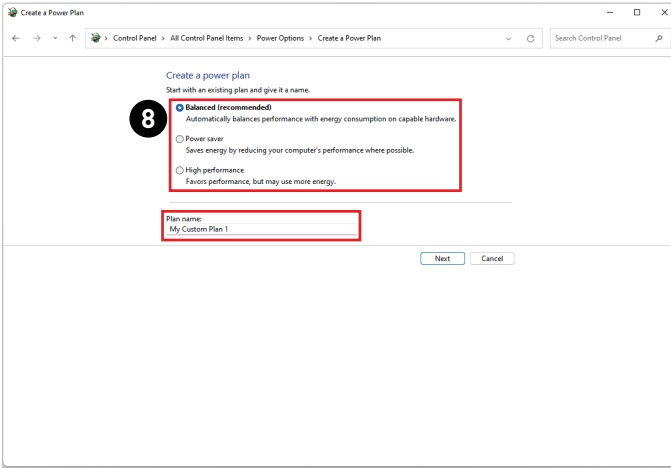 Create a Power Plan
Control Panel > All Control Panel Items > Power Options > Create a Power Plan
Search Control Panel
Create a power plan
Start with an existing plan and give it a name.
8
Balanced (recommended)
Automatically balances performance with energy consumption on capable hardware.
Power saver
Saves energy by reducing your computer's performance where possible.
High performance
Favors performance, but may use more energy.
Plan name:
My Custom Plan 1
Next Cancel